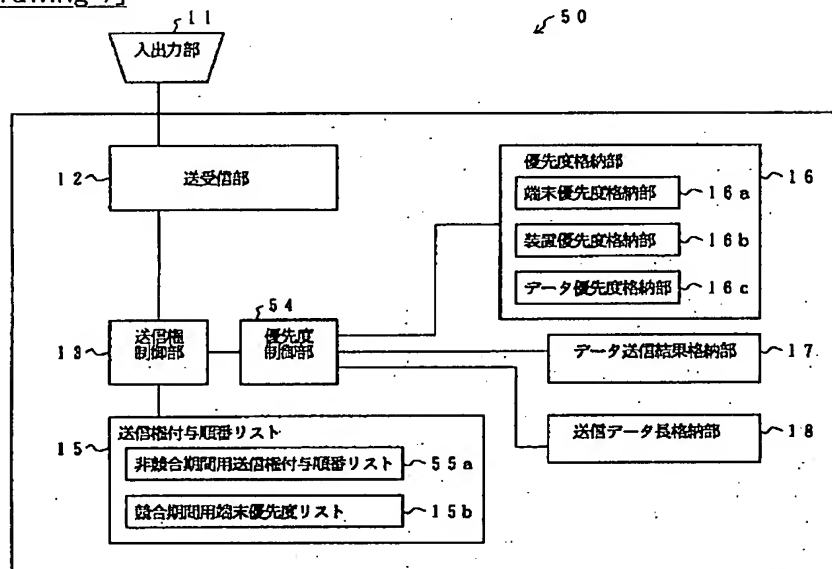 rawing 7]
11
50
入出力部
12
送受信部
優先度格納部
16
端末優先度格納部
16a
装置優先度格納部
16b
データ優先度格納部
16c
54
13
送信権
制御部
優先度
制御部
データ送信結果格納部
17
送信データ長格納部
18
15
送信権付与順番リスト
非競合期間用送信権付与順番リスト
55a
競合期間用端末優先度リスト
15b